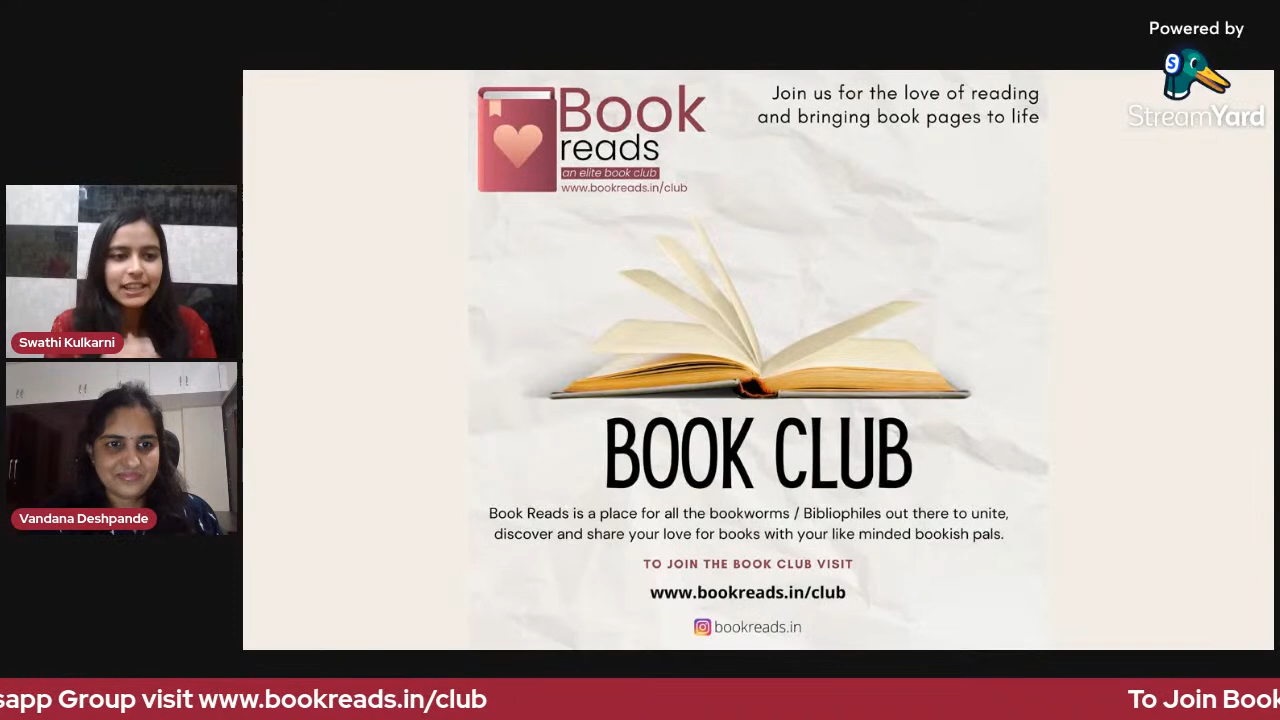 Powered by
StreamYard
Book
reads
an elite book club
www.bookreads.in/club
Join us for the love of reading
and bringing book pages to life
Swathi Kulkarni
Vandana Deshpande
BOOK CLUB
Book Reads is a place for all the bookworms / Bibliophiles out there to unite,
discover and share your love for books with your like minded bookish pals.
TO JOIN THE BOOK CLUB VISIT
www.bookreads.in/club
bookreads.in
sapp Group visit www.bookreads.in/club
To Join Book